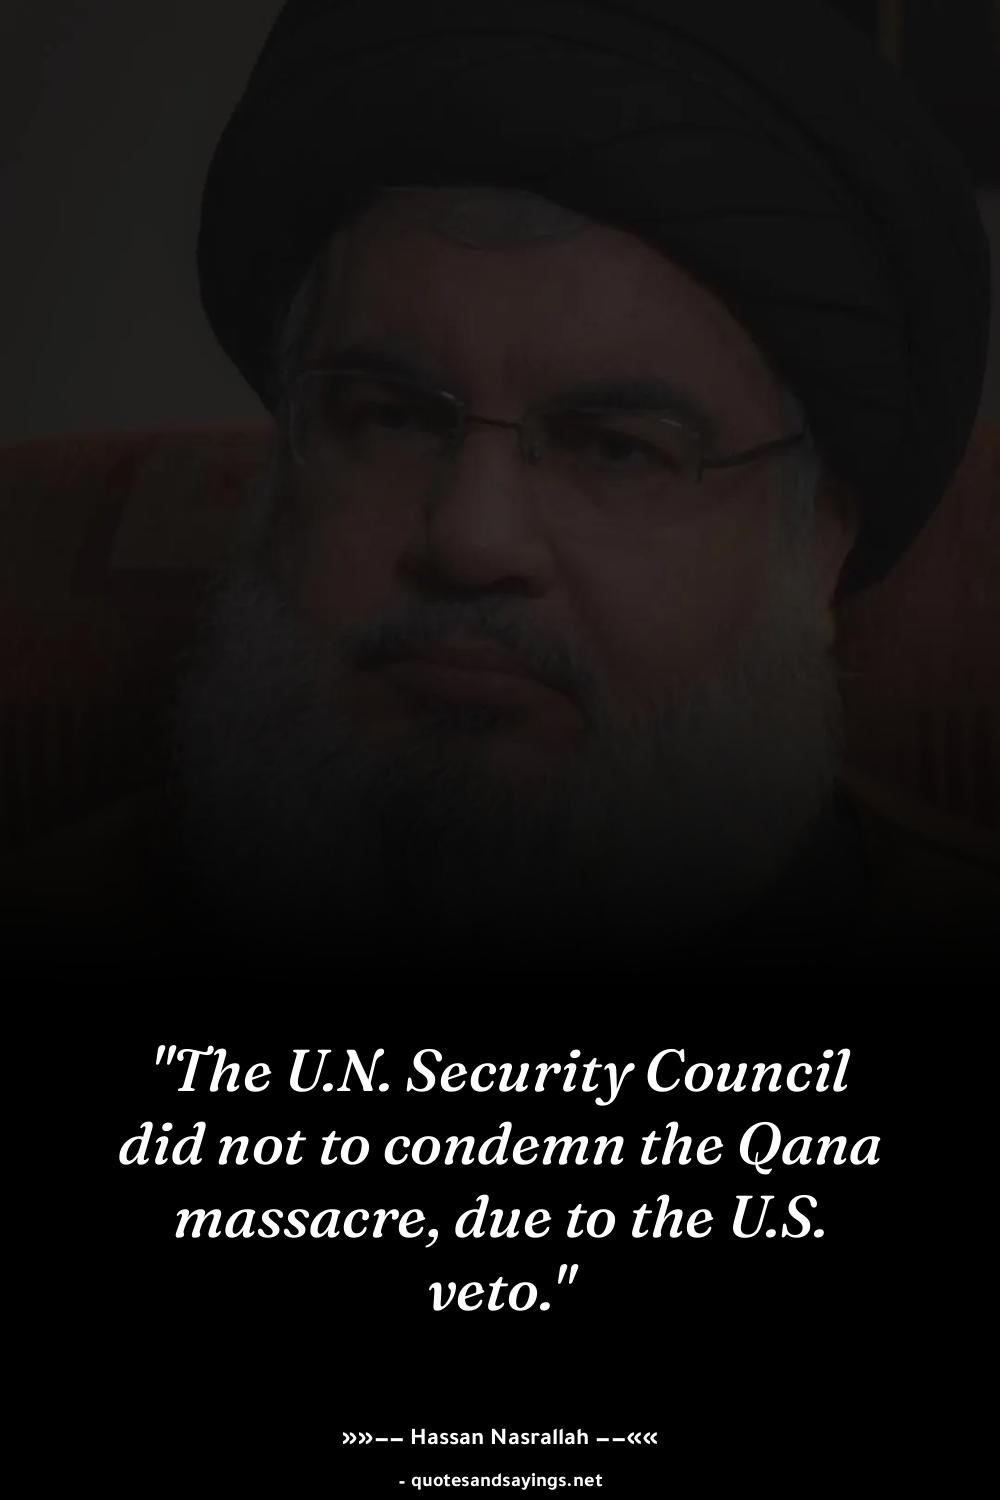 "The U.N. Security Council
did not to condemn the Qana
massacre, due to the U.S.
veto."
»»−− Hassan Nasrallah −−««
- quotesandsayings.net